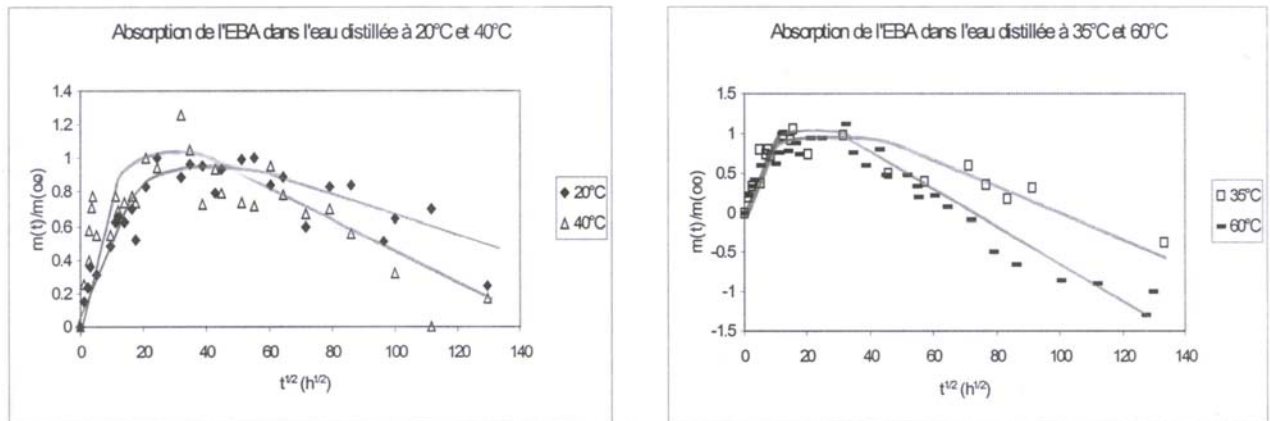 Absorption de l'EBA dans l'eau distillée à 20°C et 40°C
1.4
1.2
1
0.8
0.6
0.4
0.2
0
m(t)/m(oo)
0 20 40 60 80 100 120 140
t^1/2 (h^1/2)
20°C
40°C
Absorption de l'EBA dans l'eau distillée à 35°C et 60°C
1.5
1
0.5
0
-0.5
-1
-1.5
m(t)/m(oo)
0 20 40 60 80 100 120 140
t^1/2 (h^1/2)
35°C
60°C